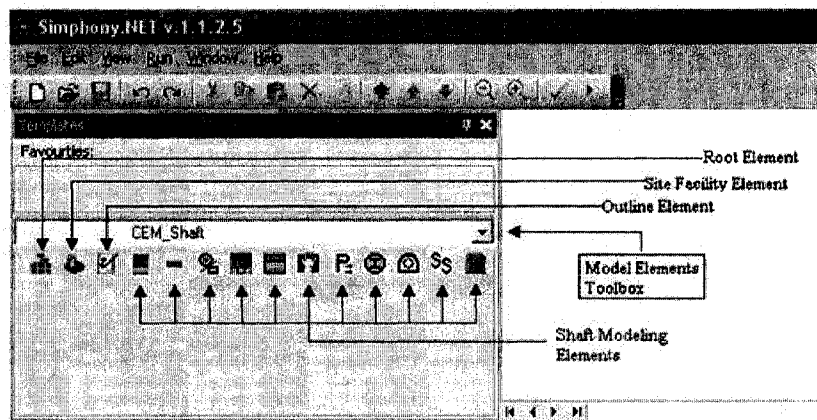 Simphony.NET v.1.1.2.5
File Edit View Run Window Help
Templates
Favourties:
Root Element
Site Facility Element
Outline Element
CEM_Shaft
Model Elements
Toolbox
Shaft Modeling
Elements